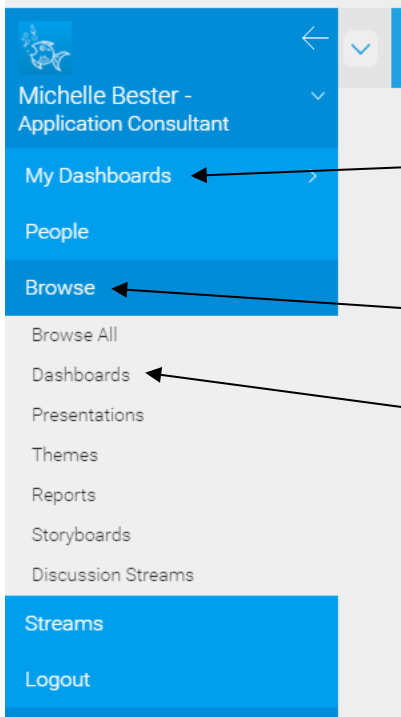 Michelle Bester -
Application Consultant
My Dashboards
People
Browse
Browse All
Dashboards
Presentations
Themes
Reports
Storyboards
Discussion Streams
Streams
Logout